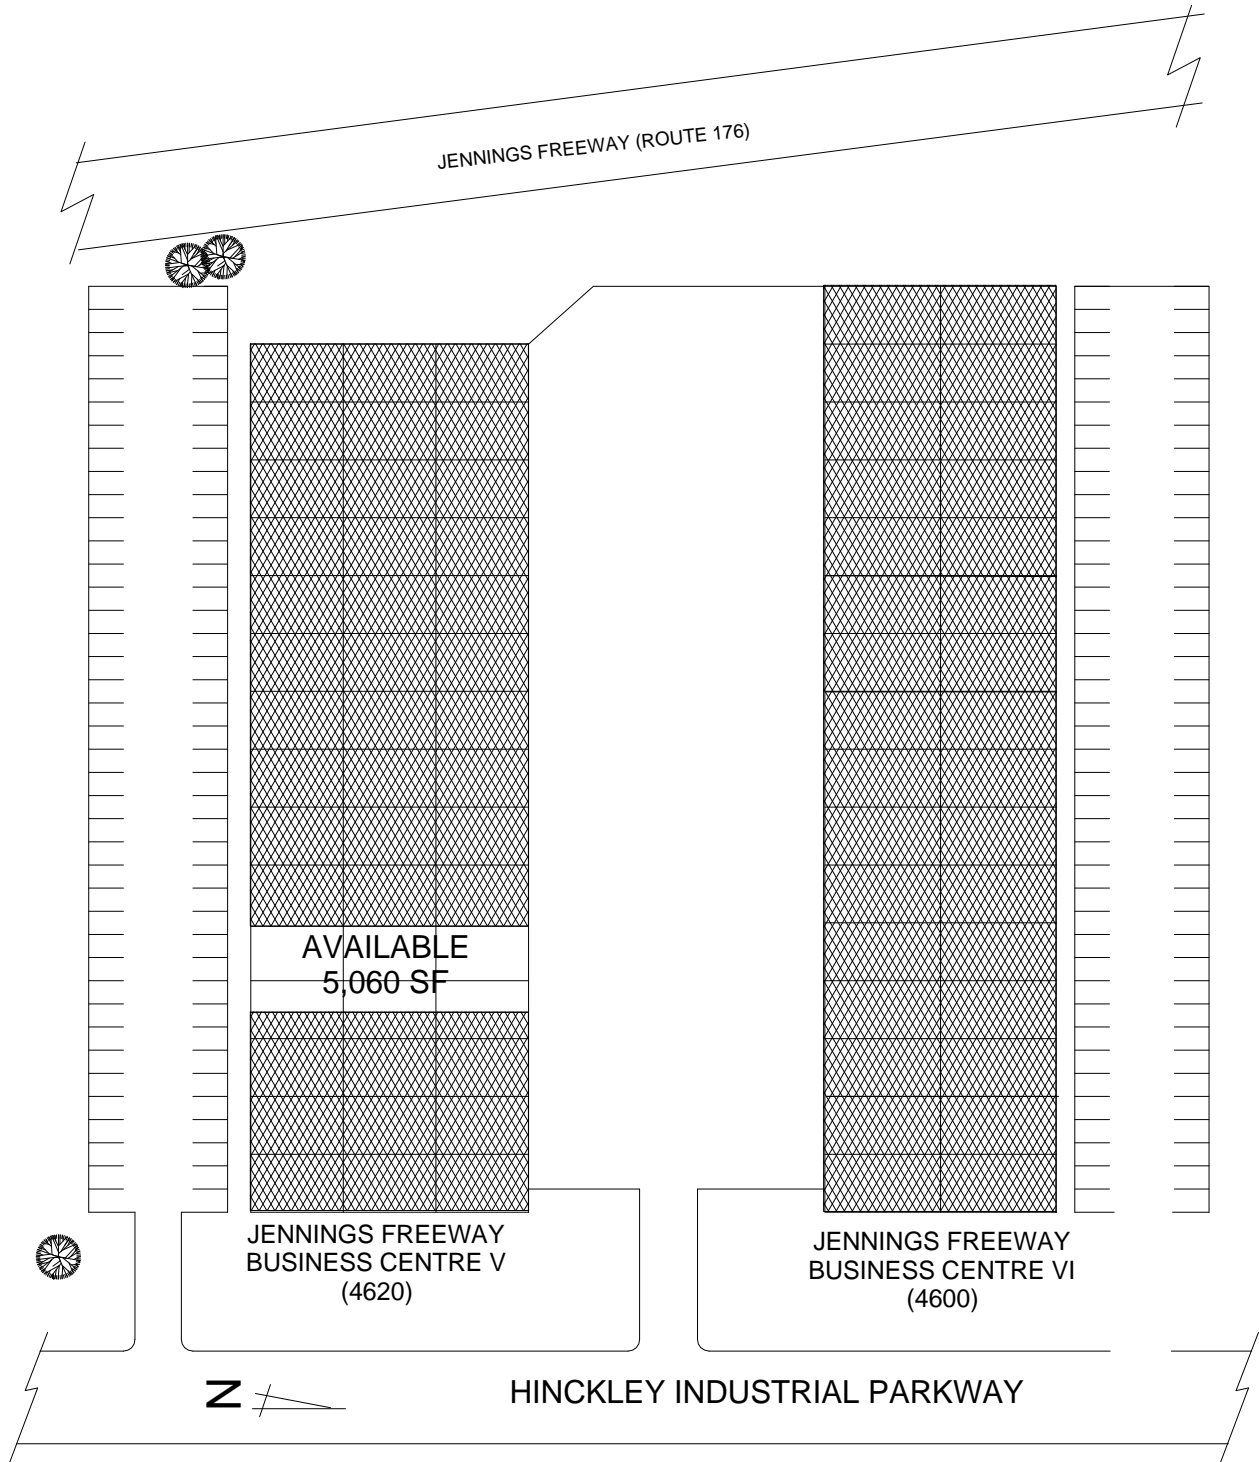 JENNINGS FREEWAY (ROUTE 176)
AVAILABLE
5,060 SF
JENNINGS FREEWAY
BUSINESS CENTRE V
(4620)
JENNINGS FREEWAY
BUSINESS CENTRE VI
(4600)
N
HINCKLEY INDUSTRIAL PARKWAY